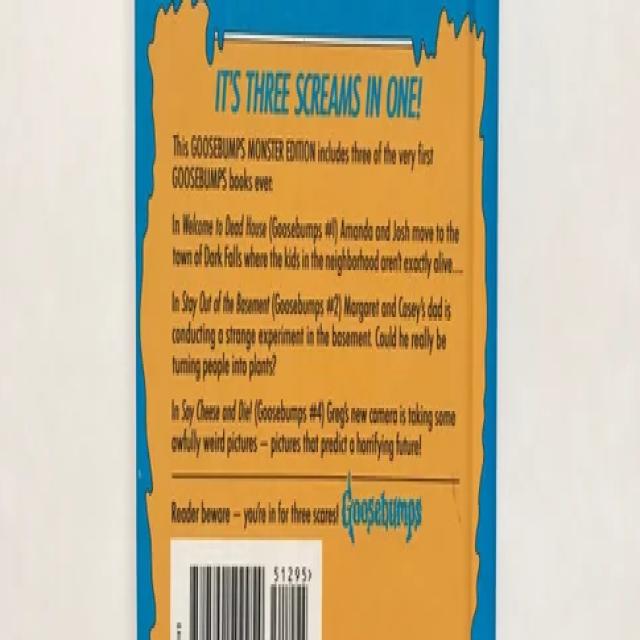 IT'S THREE SCREAMS IN ONE!
This GOOSEBUMPS MONSTER EDITION includes three of the very first
GOOSEBUMPS books ever.
In Welcome to Dead House (Goosebumps #1) Amanda and Josh move to the
town of Dark Falls where the kids in the neighborhood aren't exactly alive....
In Stay Out of the Basement (Goosebumps #2) Margaret and Casey's dad is
conducting a strange experiment in the basement. Could he really be
turning people into plants?
In Say Cheese and Die! (Goosebumps #4) Greg's new camera is taking some
awfully weird pictures — pictures that predict a horrifying future!
Reader beware — you're in for three scares! Goosebumps
51295>